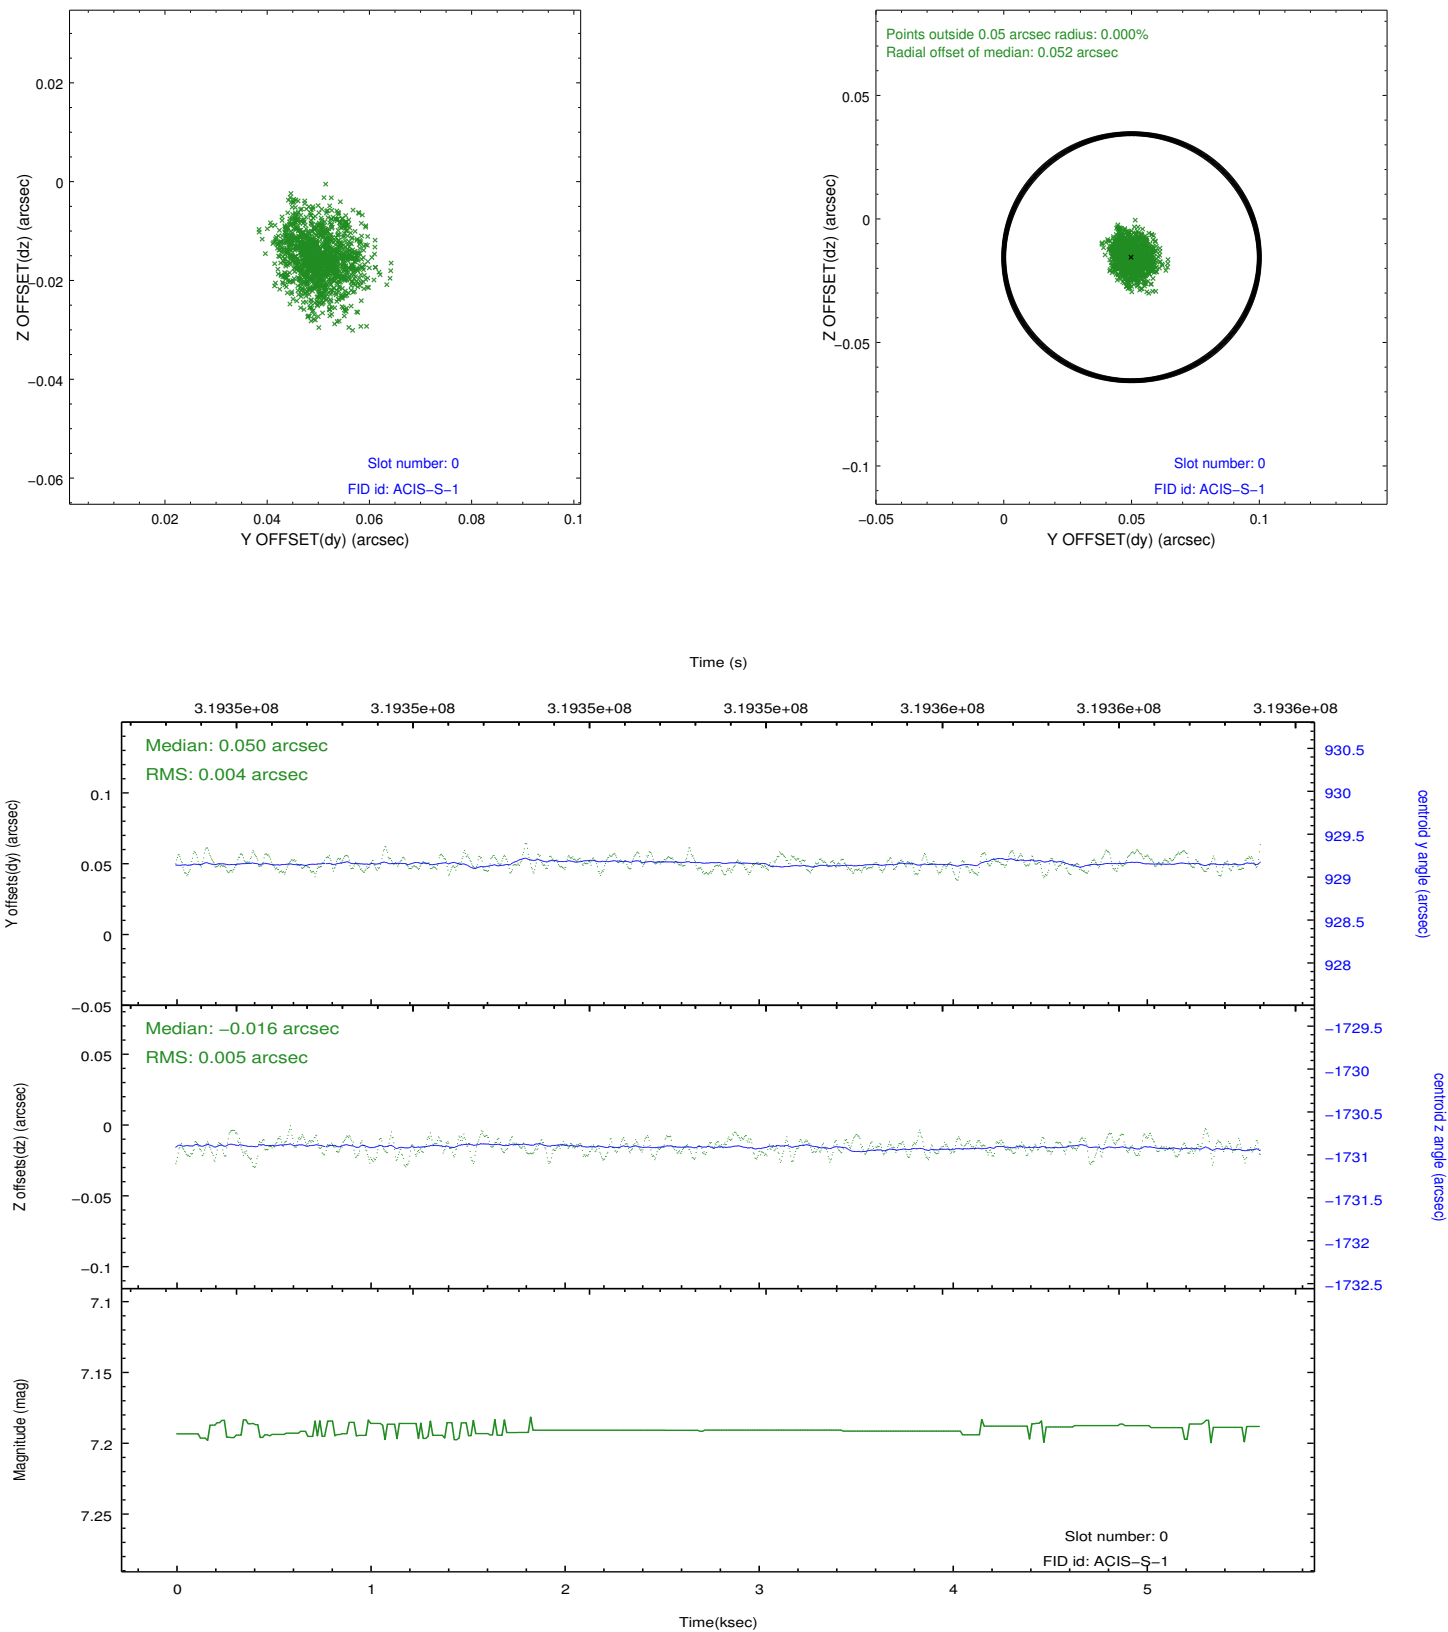 0.02
0
−0.02
−0.04
−0.06
Z OFFSET(dz) (arcsec)
Slot number: 0
FID id: ACIS−S−1
0.02 0.04 0.06 0.08 0.1
Y OFFSET(dy) (arcsec)
Points outside 0.05 arcsec radius: 0.000%
Radial offset of median: 0.052 arcsec
0.05
0
−0.05
−0.1
Z OFFSET(dz) (arcsec)
Slot number: 0
FID id: ACIS−S−1
−0.05 0 0.05 0.1
Y OFFSET(dy) (arcsec)
Time (s)
3.1935e+08 3.1935e+08 3.1935e+08 3.1935e+08 3.1936e+08 3.1936e+08 3.1936e+08
Median: 0.050 arcsec
RMS: 0.004 arcsec
0.1
0.05
0
−0.05
Y offsets(dy) (arcsec)
930.5
930
929.5
929
928.5
928
centroid y angle (arcsec)
Median: −0.016 arcsec
RMS: 0.005 arcsec
0.05
0
−0.05
−0.1
Z offsets(dz) (arcsec)
−1729.5
−1730
−1730.5
−1731
−1731.5
−1732
−1732.5
centroid z angle (arcsec)
7.1
7.15
7.2
7.25
Magnitude (mag)
Slot number: 0
FID id: ACIS−S−1
0 1 2 3 4 5
Time(ksec)